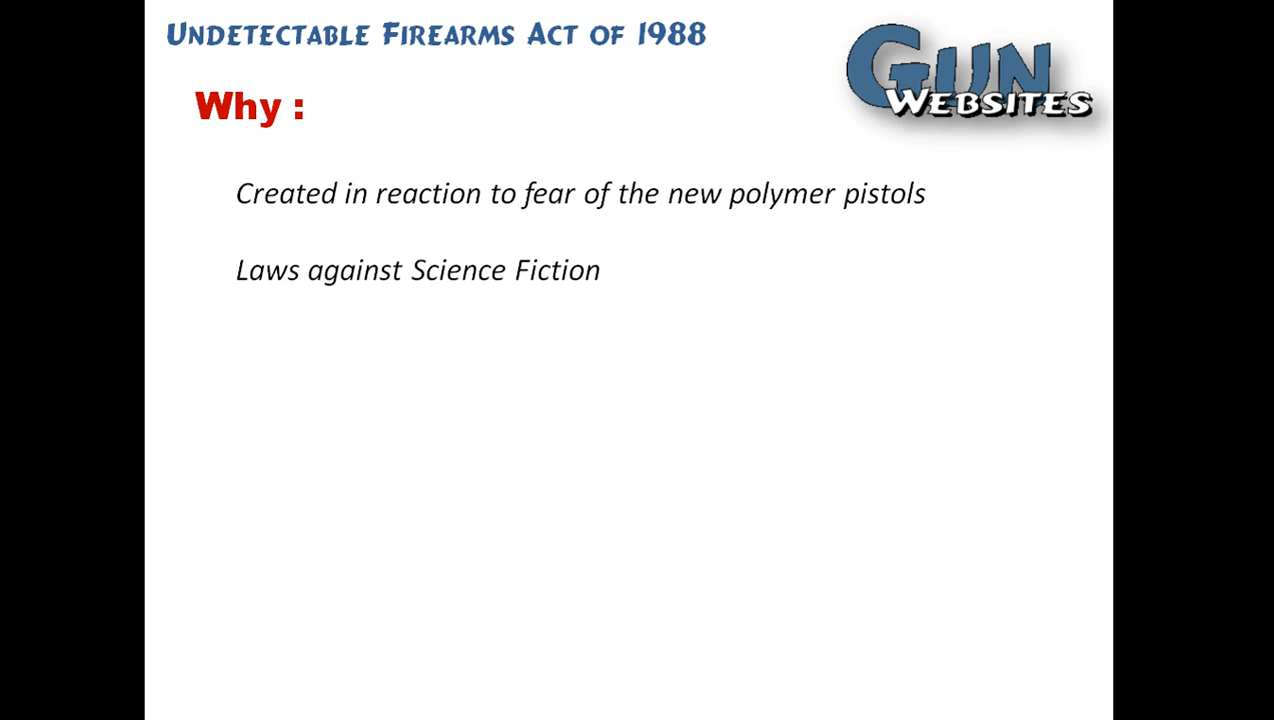 Undetectable Firearms Act of 1988
Gun
Websites
Why :
Created in reaction to fear of the new polymer pistols
Laws against Science Fiction